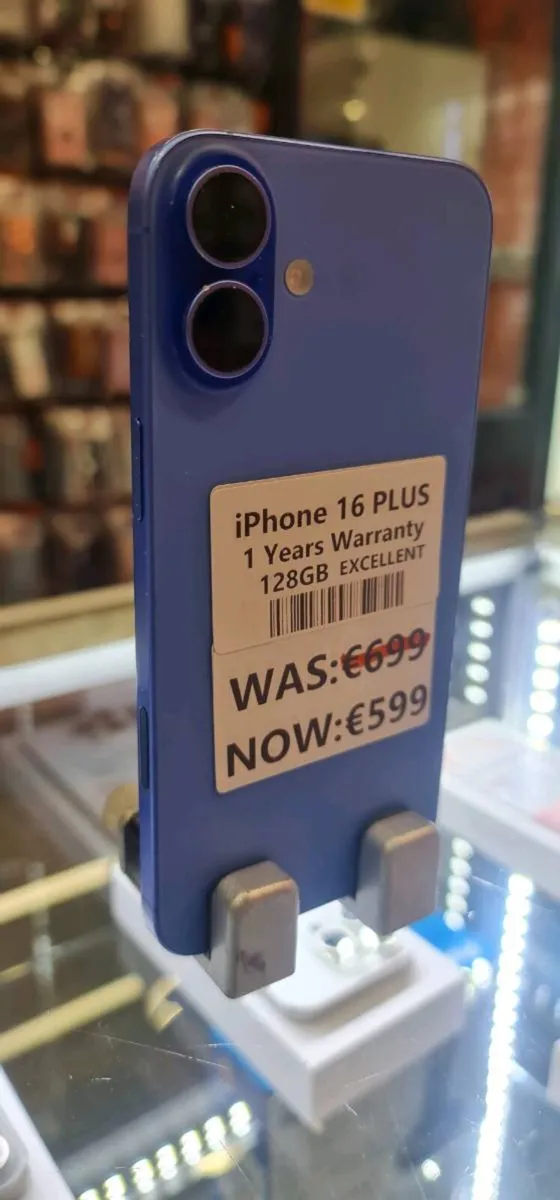 iPhone 16 PLUS
1 Years Warranty
128GB EXCELLENT
WAS:€699
NOW:€599